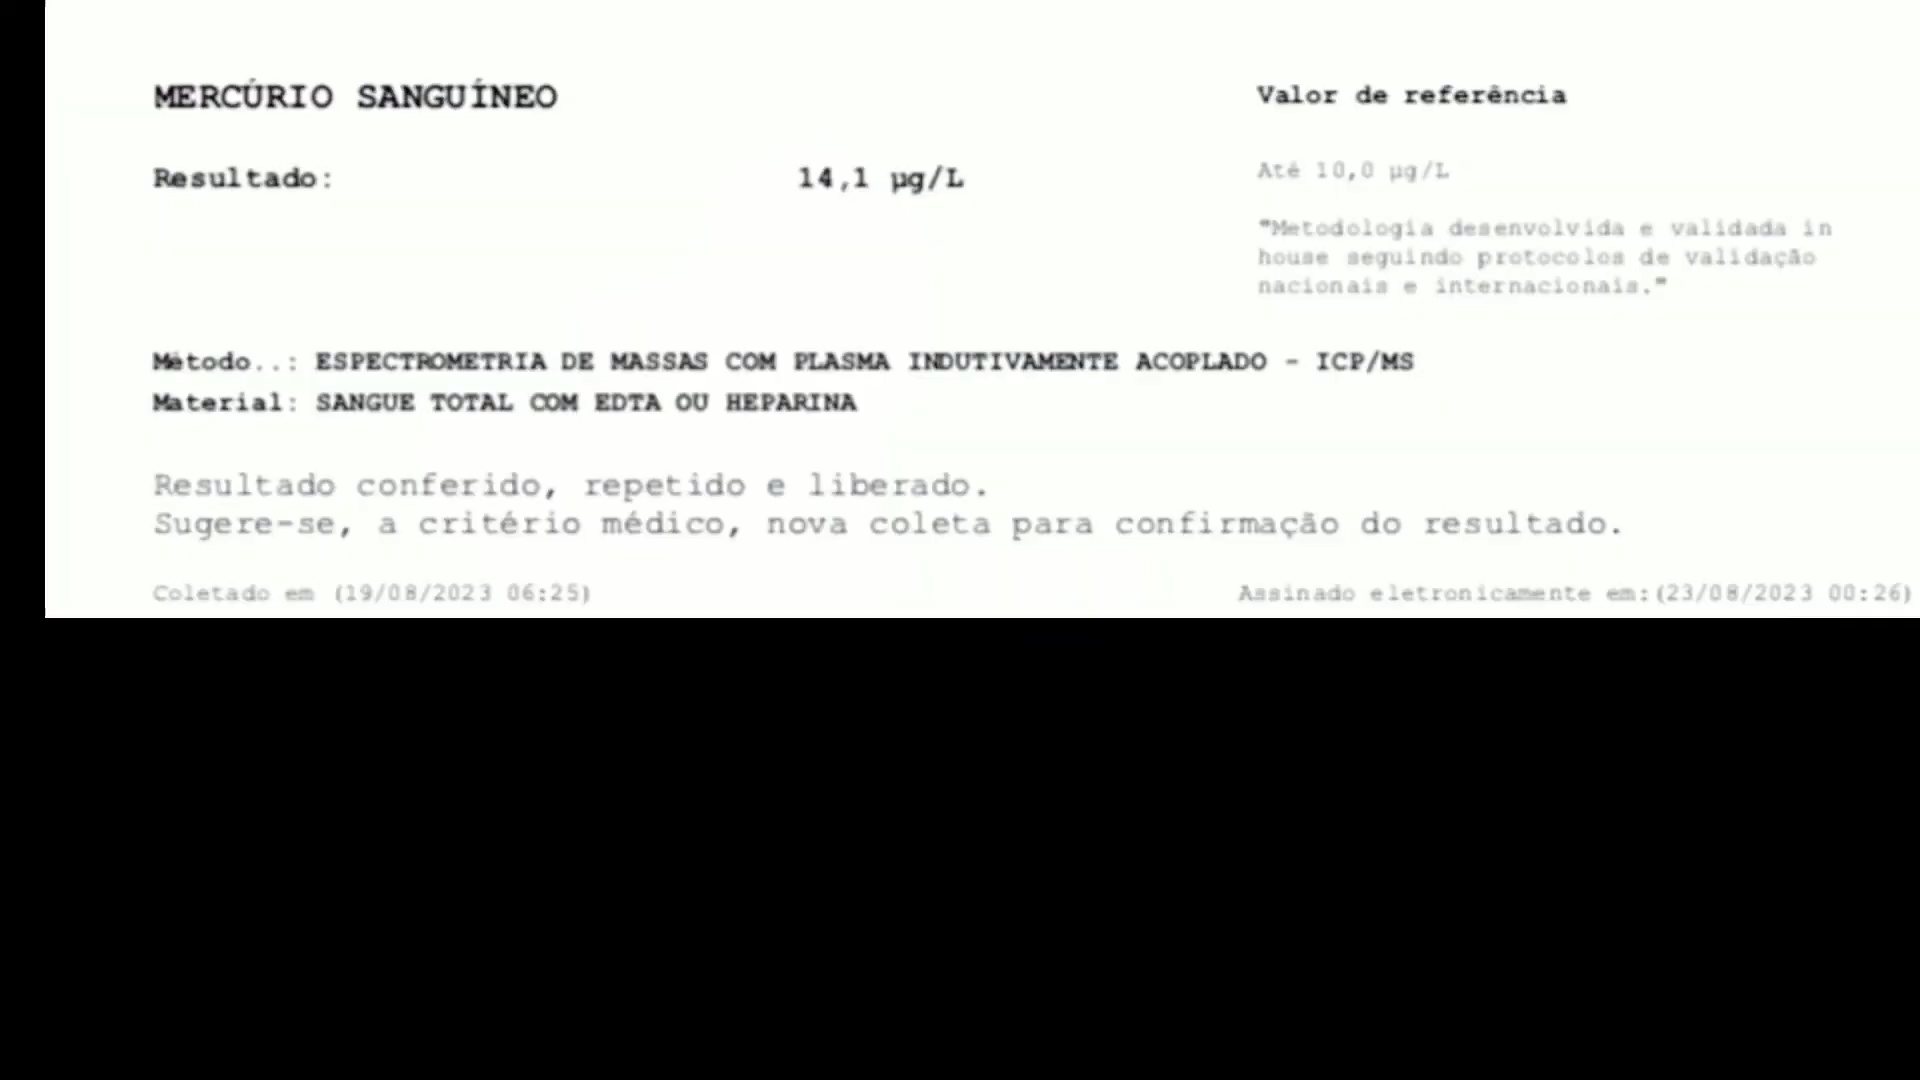 MERCÚRIO SANGUÍNEO
Valor de referência
Resultado: 14,1 µg/L
Até 10,0 µg/L
"Metodologia desenvolvida e validada in
house seguindo protocolos de validação
nacionais e internacionais."
Método..: ESPECTROMETRIA DE MASSAS COM PLASMA INDUTIVAMENTE ACOPLADO - ICP/MS
Material: SANGUE TOTAL COM EDTA OU HEPARINA
Resultado conferido, repetido e liberado.
Sugere-se, a critério médico, nova coleta para confirmação do resultado.
Coletado em (19/08/2023 06:25)
Assinado eletronicamente em:(23/08/2023 00:26)